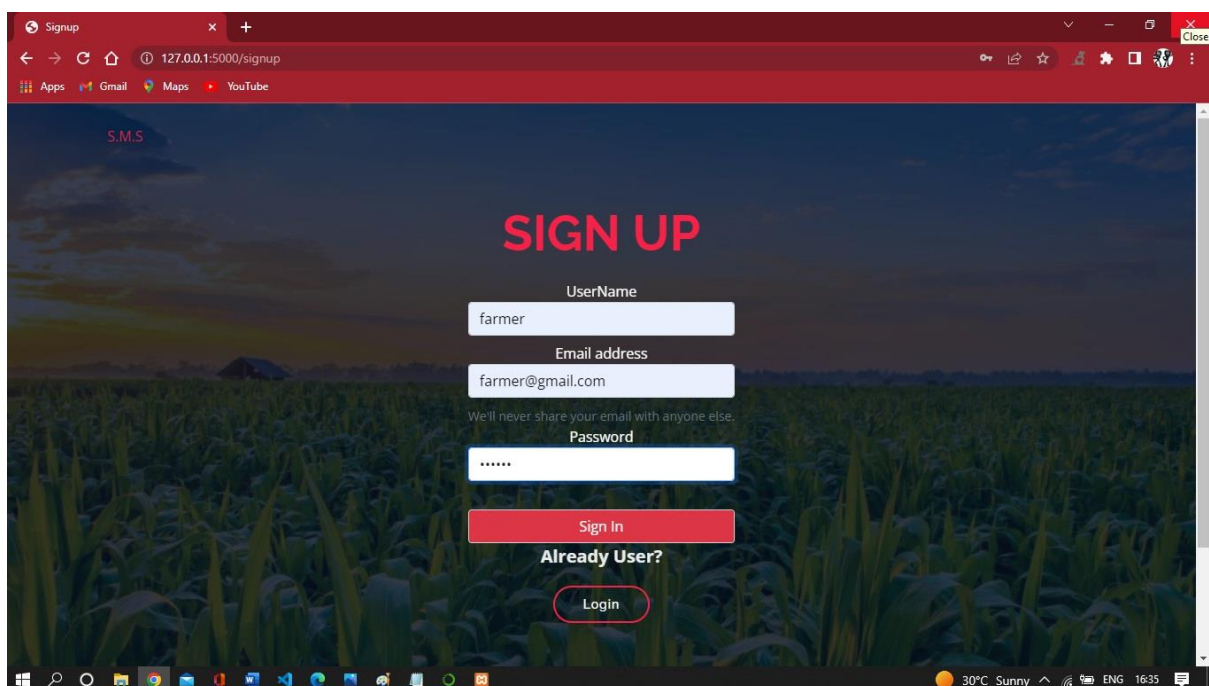 Signup
Close
127.0.0.1:5000/signup
Apps Gmail Maps YouTube
S.M.S
SIGN UP
UserName
farmer
Email address
farmer@gmail.com
We'll never share your email with anyone else.
Password
••••••
Sign In
Already User?
Login
30°C Sunny ENG 16:35